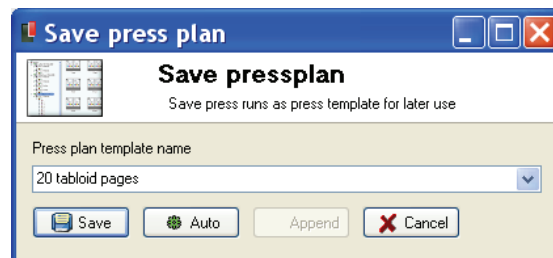 Save press plan
Save pressplan
Save press runs as press template for later use
Press plan template name
20 tabloid pages
Save Auto Append Cancel